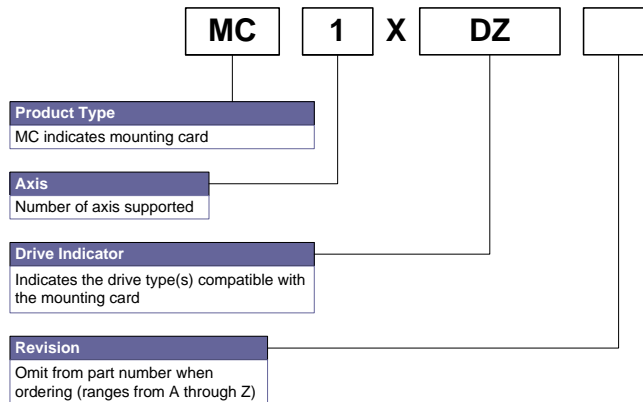 MC 1 X DZ
Product Type
MC indicates mounting card
Axis
Number of axis supported
Drive Indicator
Indicates the drive type(s) compatible with
the mounting card
Revision
Omit from part number when
ordering (ranges from A through Z)